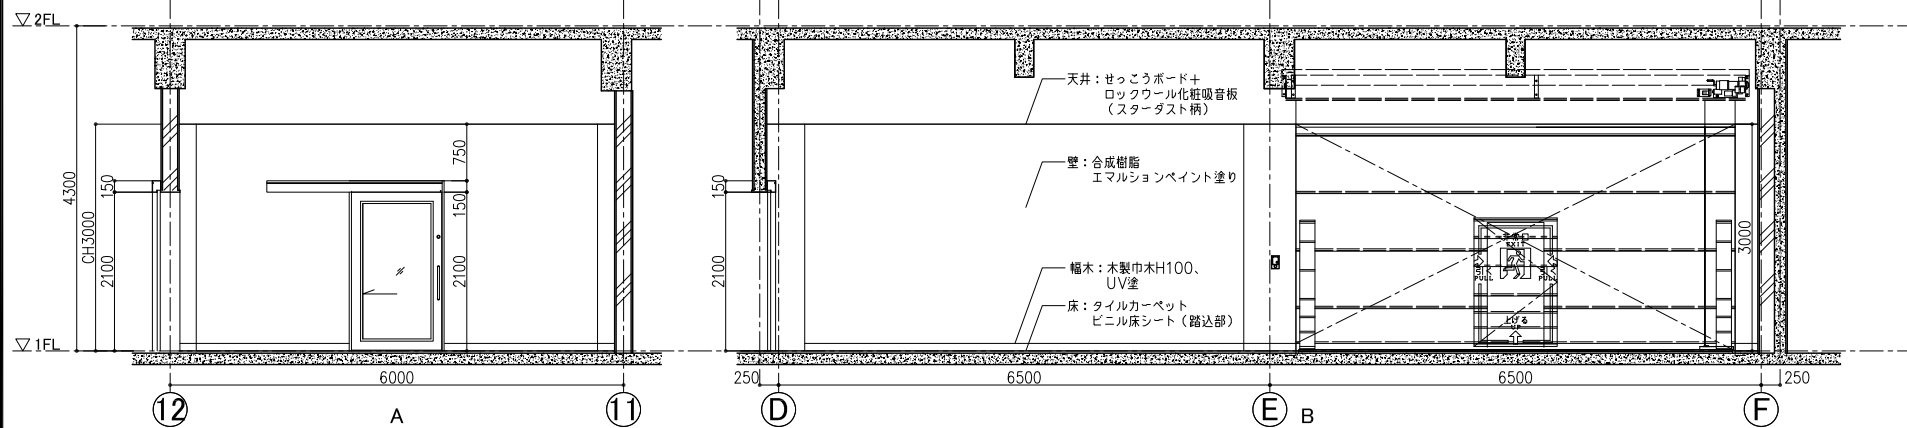 ▽2FL
天井：せっこうボード＋
ロックウール化粧吸音板
（スターダスト柄）
壁：合成樹脂
エマルションペイント塗り
幅木：木製巾木H100、
UV塗
床：タイルカーペット
ビニル床シート（踏込部）
4300
CH3000
150
2100
750
150
2100
150
2100
3000
非常口
EXIT
PULL
PULL
上げる
UP
▽1FL
6000
250
6500
6500
250
12
A
11
D
E
B
F